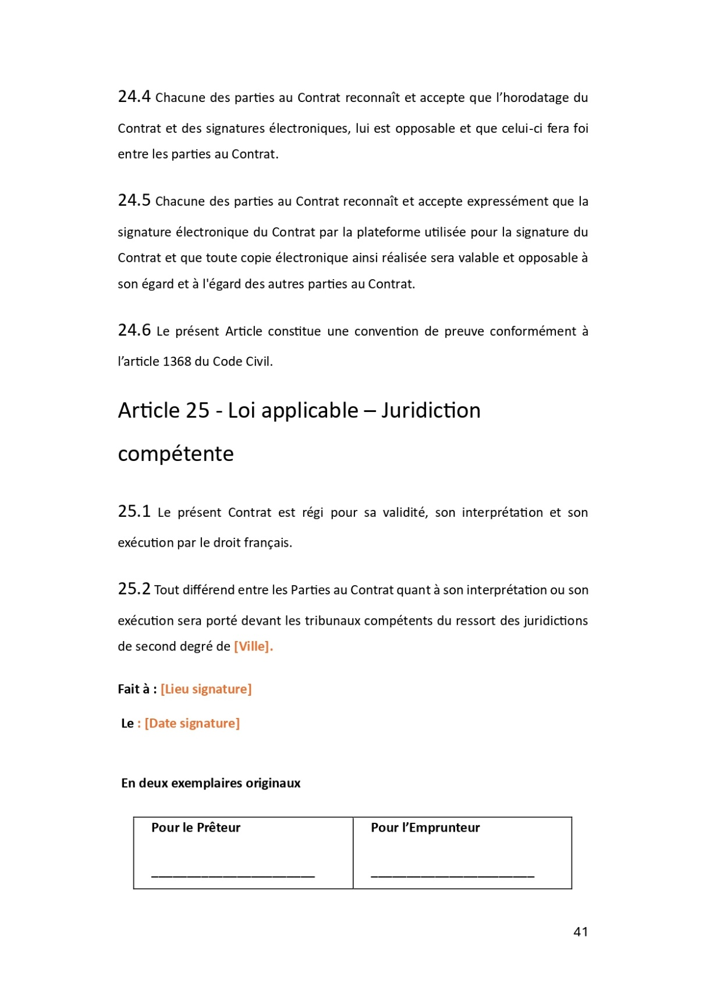 24.4 Chacune des parties au Contrat reconnaît et accepte que l’horodatage du
Contrat et des signatures électroniques, lui est opposable et que celui-ci fera foi
entre les parties au Contrat.
24.5 Chacune des parties au Contrat reconnaît et accepte expressément que la
signature électronique du Contrat par la plateforme utilisée pour la signature du
Contrat et que toute copie électronique ainsi réalisée sera valable et opposable à
son égard et à l'égard des autres parties au Contrat.
24.6 Le présent Article constitue une convention de preuve conformément à
l’article 1368 du Code Civil.
Article 25 - Loi applicable – Juridiction
compétente
25.1 Le présent Contrat est régi pour sa validité, son interprétation et son
exécution par le droit français.
25.2 Tout différend entre les Parties au Contrat quant à son interprétation ou son
exécution sera porté devant les tribunaux compétents du ressort des juridictions
de second degré de [Ville].
Fait à : [Lieu signature]
Le : [Date signature]
En deux exemplaires originaux
Pour le Prêteur
_______________________
Pour l’Emprunteur
_______________________
41